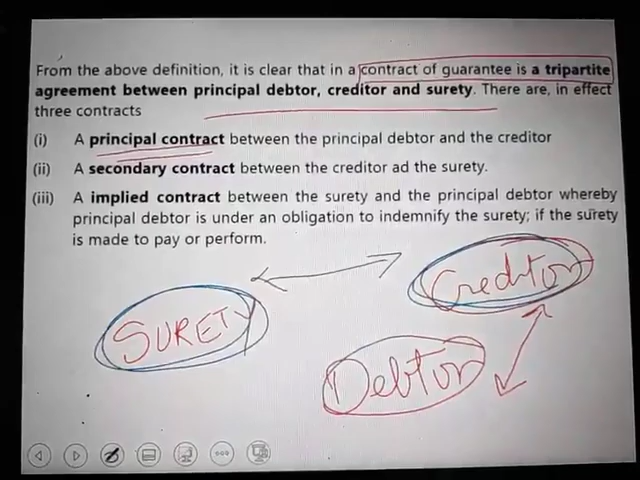 From the above definition, it is clear that in a contract of guarantee is a tripartite
agreement between principal debtor, creditor and surety. There are, in effect
three contracts
(i) A principal contract between the principal debtor and the creditor
(ii) A secondary contract between the creditor ad the surety.
(iii) A implied contract between the surety and the principal debtor whereby
principal debtor is under an obligation to indemnify the surety; if the surety
is made to pay or perform.
Creditor
SURETY
Debtor